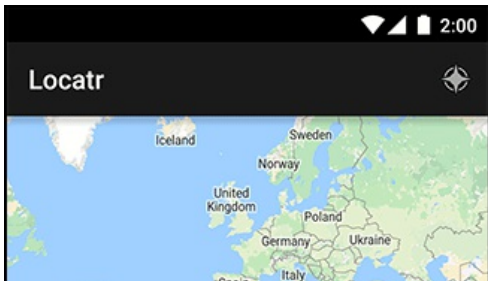 2:00
Locatr
Iceland
Sweden
Norway
United
Kingdom
Poland
Germany
Ukraine
Italy